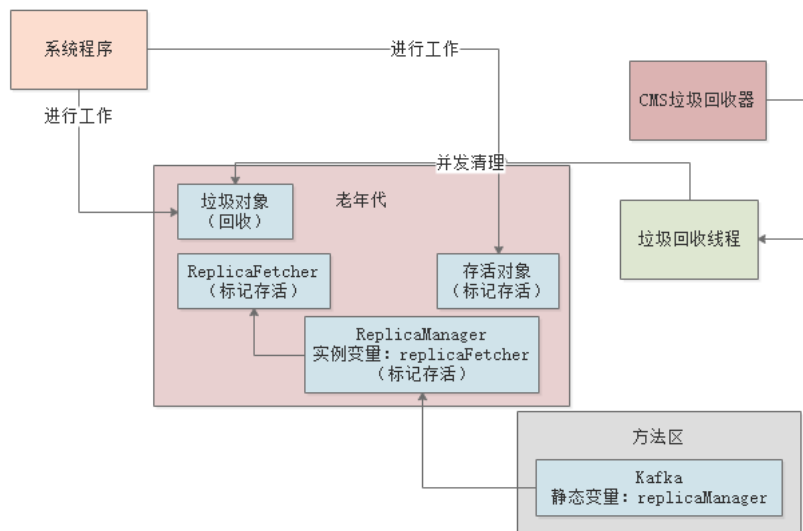 系统程序
进行工作
CMS垃圾回收器
进行工作
并发清理
垃圾对象
（回收）
老年代
垃圾回收线程
ReplicaFetcher
（标记存活）
存活对象
（标记存活）
ReplicaManager
实例变量：replicaFetcher
（标记存活）
方法区
Kafka
静态变量：replicaManager